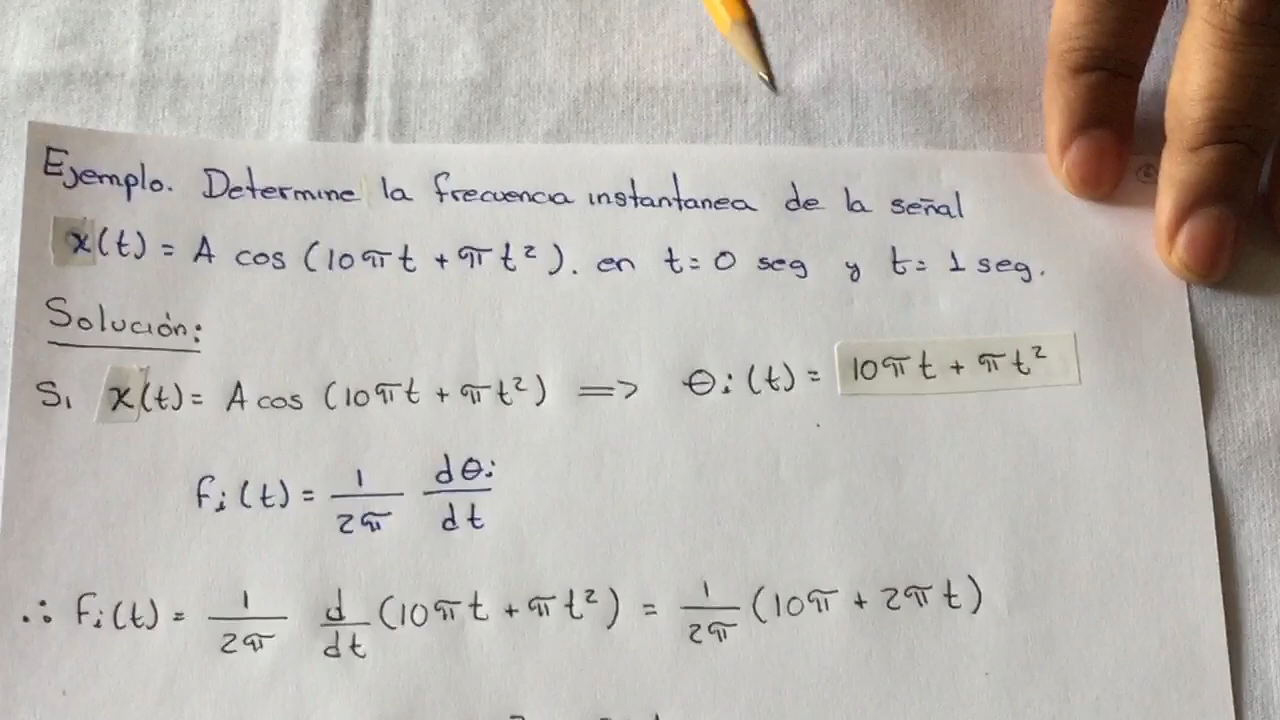 Ejemplo. Determine la frecuencia instantanea de la señal
x(t) = A cos (10πt + πt²). en t=0 seg y t= 1 seg.
Solución:
Si x(t) = A cos (10πt + πt²) => θi(t) = 10πt + πt²
fi(t) = 1/2π dθi/dt
∴ fi(t) = 1/2π d/dt (10πt + πt²) = 1/2π (10π + 2πt)